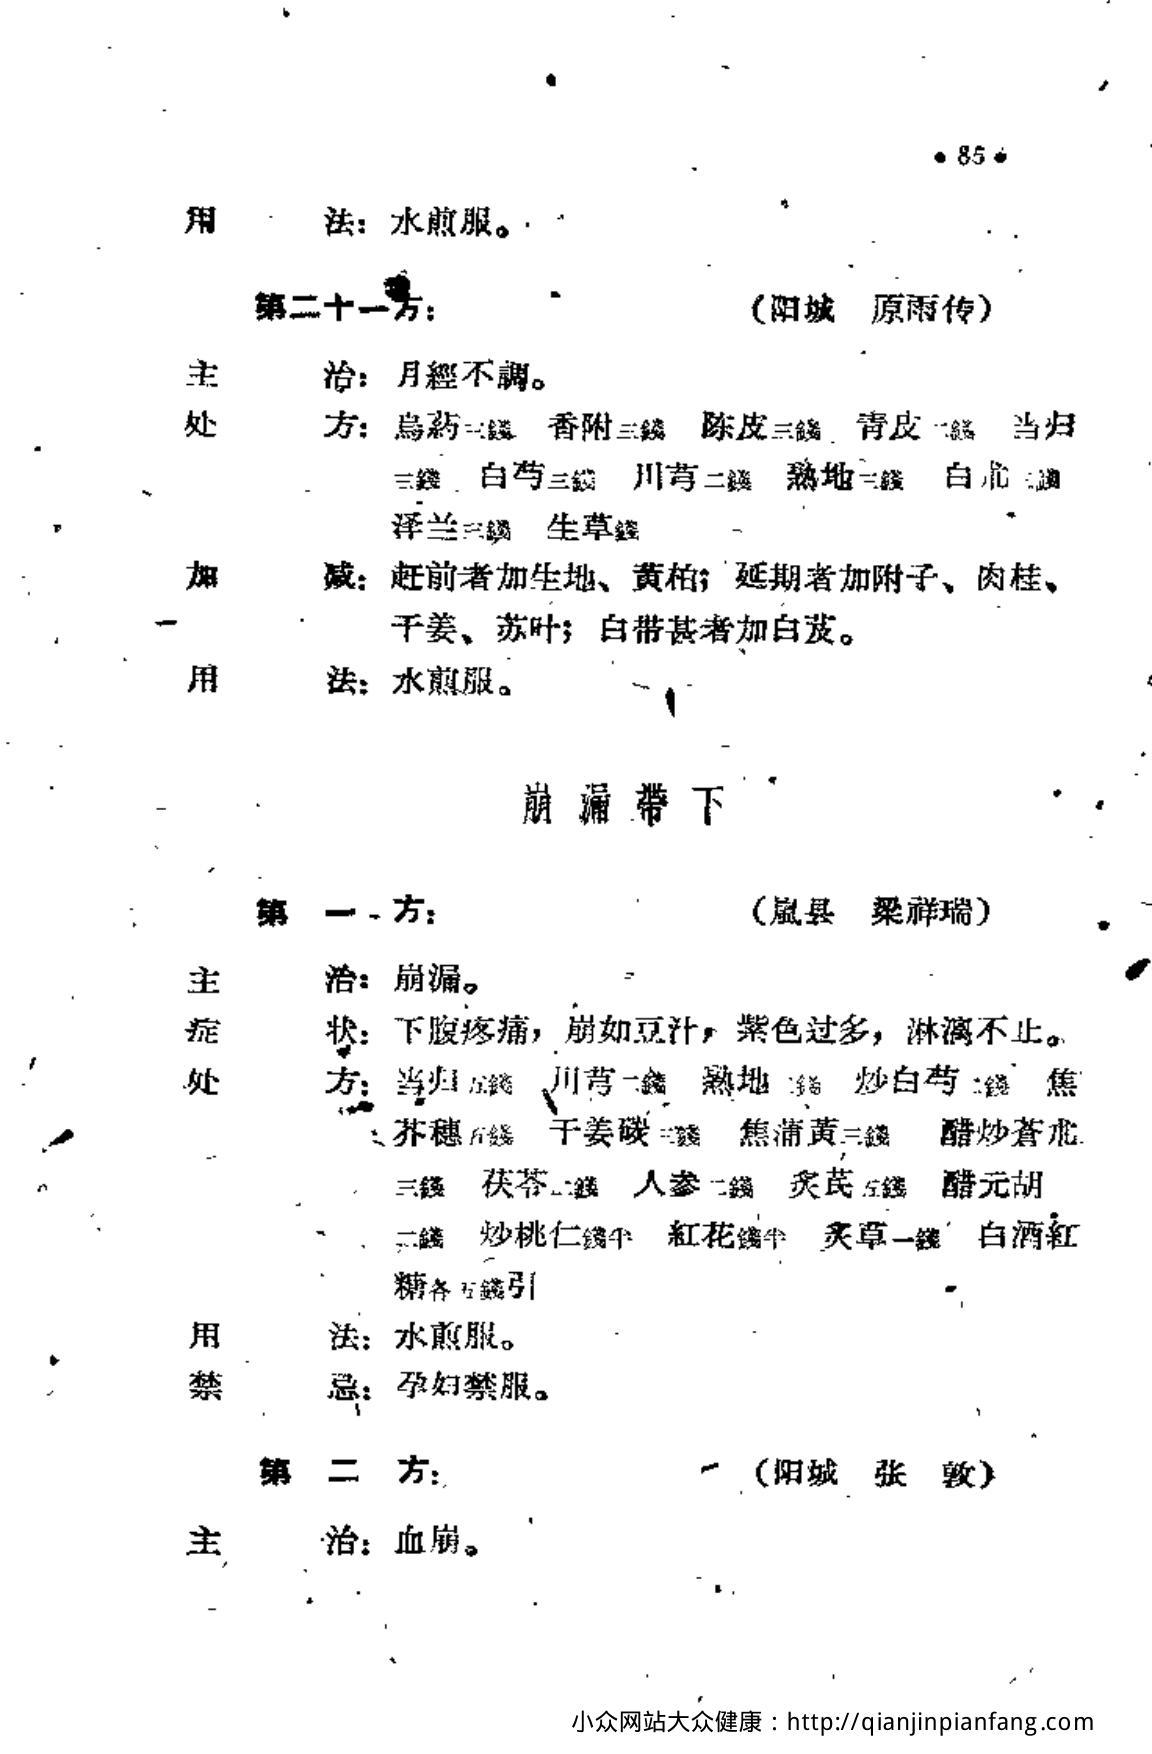 • 85 •
用 法：水煎服。
第二十一方： （阳城 原雨传）
主 治：月經不調。
处 方：烏药三錢 香附三錢 陈皮三錢 青皮 錢 当归
三錢 白芍三錢 川芎二錢 熟地三錢 白朮 錢
泽兰三錢 生草錢
加 减：赶前者加生地、黄柏；延期者加附子、肉桂、
干姜、苏叶；白带甚者加白芨。
用 法：水煎服。
崩漏帶下
第 一 方： （嵐县 梁祥瑞）
主 治：崩漏。
症 状：下腹疼痛，崩如豆汁，紫色过多，淋漓不止。
处 方：当归五錢 川芎 錢 熟地 錢 炒白芍 錢 焦
芥穗五錢 干姜碳三錢 焦蒲黄三錢 醋炒蒼朮
三錢 茯苓 錢 人参二錢 炙芪五錢 醋元胡
二錢 炒桃仁錢半 紅花錢半 炙草一錢 白酒紅
糖各五錢引
用 法：水煎服。
禁 忌：孕妇禁服。
第 二 方： （阳城 张 敦）
主 治：血崩。
小众网站大众健康：http://qianjinpianfang.com